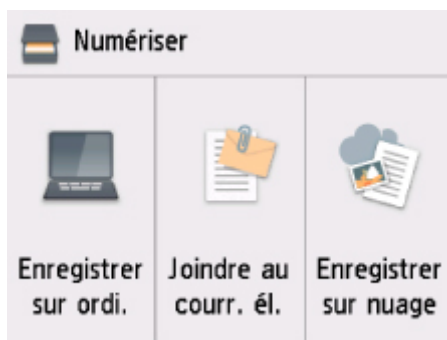 Numériser
Enregistrer
sur ordi.
Joindre au
courr. él.
Enregistrer
sur nuage